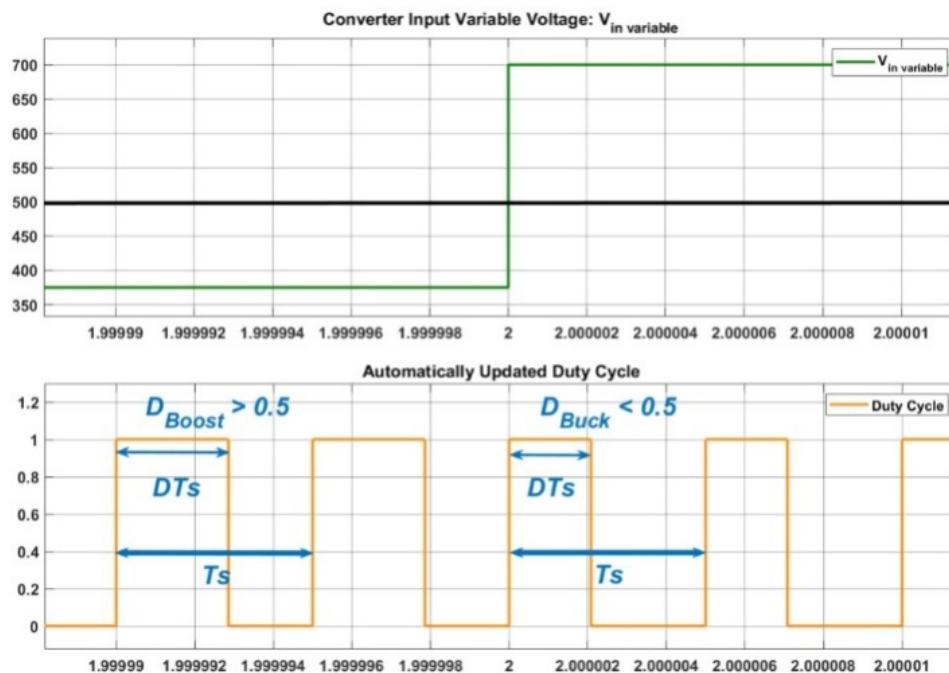 Converter Input Variable Voltage: V in variable
700
V in variable
650
600
550
500
450
400
350
1.99999 1.999992 1.999994 1.999996 1.999998 2 2.000002 2.000004 2.000006 2.000008 2.00001
Automatically Updated Duty Cycle
1.2
D Boost > 0.5 D Buck < 0.5
Duty Cycle
1
0.8
DTs DTs
0.6
0.4
Ts Ts
0.2
0
1.99999 1.999992 1.999994 1.999996 1.999998 2 2.000002 2.000004 2.000006 2.000008 2.00001